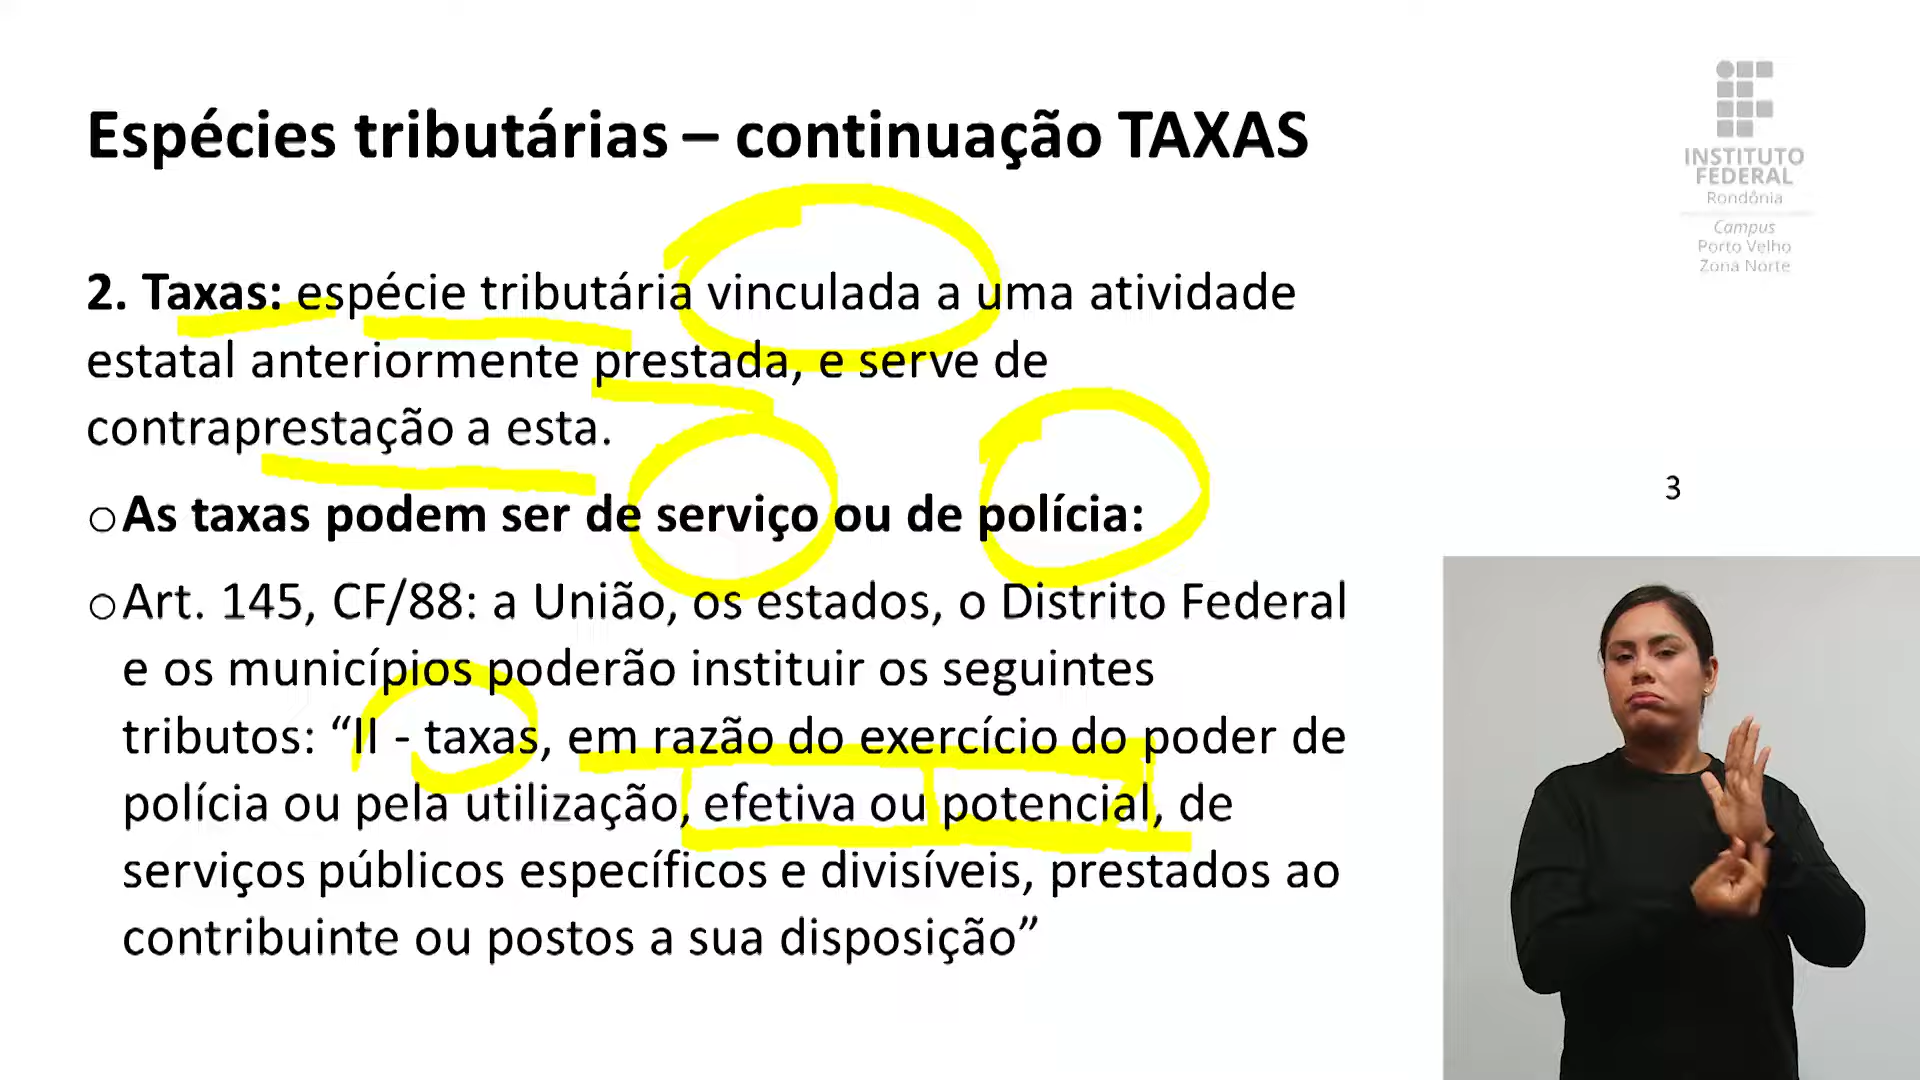 Espécies tributárias – continuação TAXAS
INSTITUTO
FEDERAL
Rondônia
Campus
Porto Velho
Zona Norte
2. Taxas: espécie tributária vinculada a uma atividade
estatal anteriormente prestada, e serve de
contraprestação a esta.
3
○As taxas podem ser de serviço ou de polícia:
○Art. 145, CF/88: a União, os estados, o Distrito Federal
e os municípios poderão instituir os seguintes
tributos: “II - taxas, em razão do exercício do poder de
polícia ou pela utilização, efetiva ou potencial, de
serviços públicos específicos e divisíveis, prestados ao
contribuinte ou postos a sua disposição”